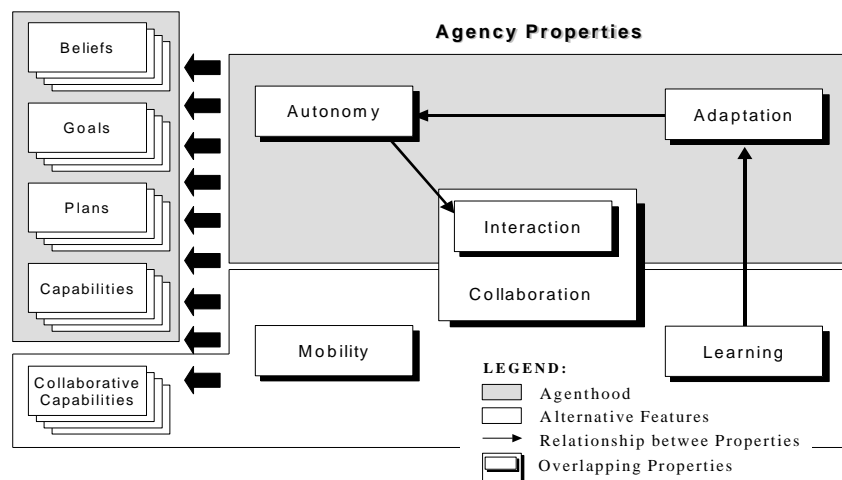 Agency Properties
Beliefs
Goals
Plans
Capabilities
Collaborative
Capabilities
Autonomy
Adaptation
Interaction
Collaboration
Mobility
Learning
LEGEND:
Agenthood
Alternative Features
Relationship betwee Properties
Overlapping Properties